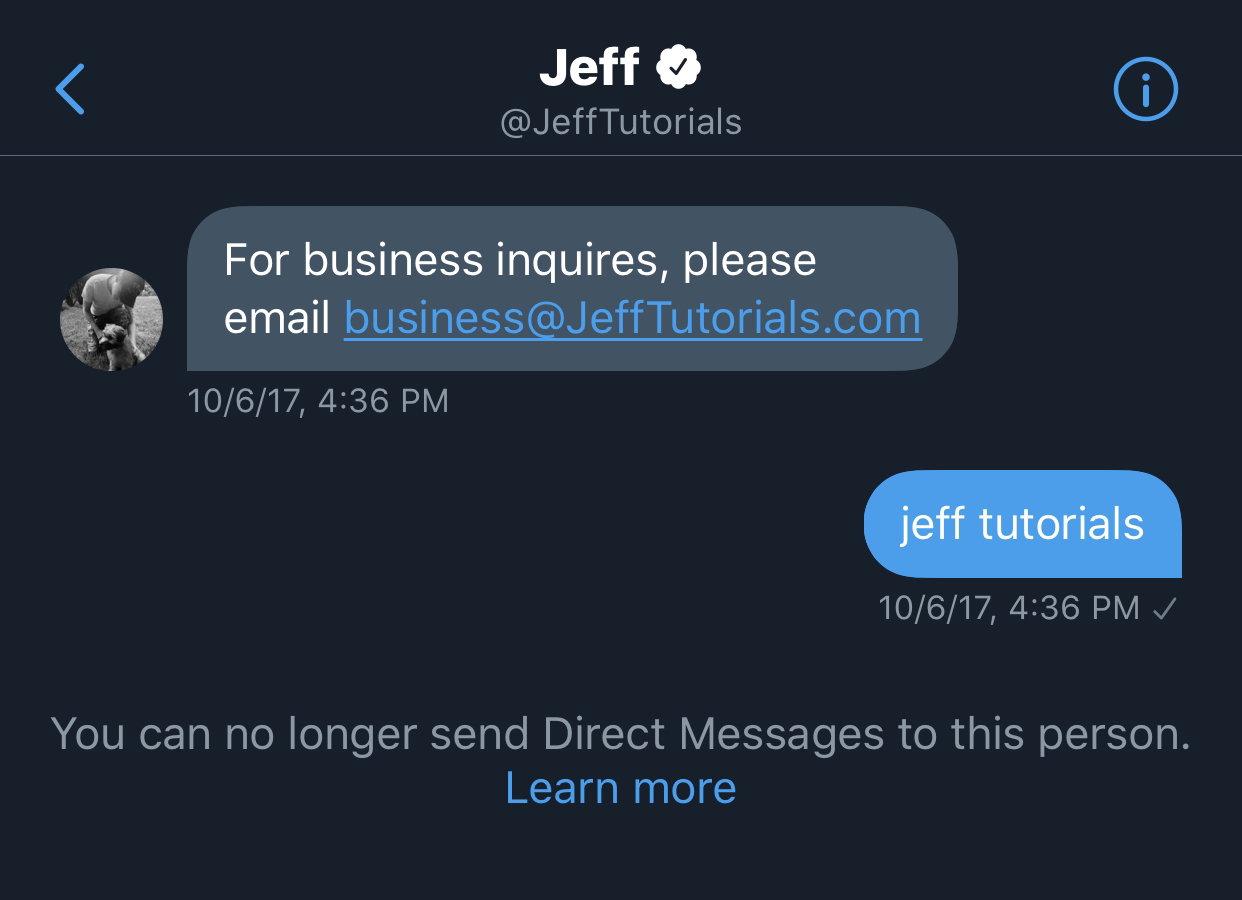 Jeff
@JeffTutorials
For business inquires, please
email business@JeffTutorials.com
10/6/17, 4:36 PM
jeff tutorials
10/6/17, 4:36 PM
You can no longer send Direct Messages to this person.
Learn more